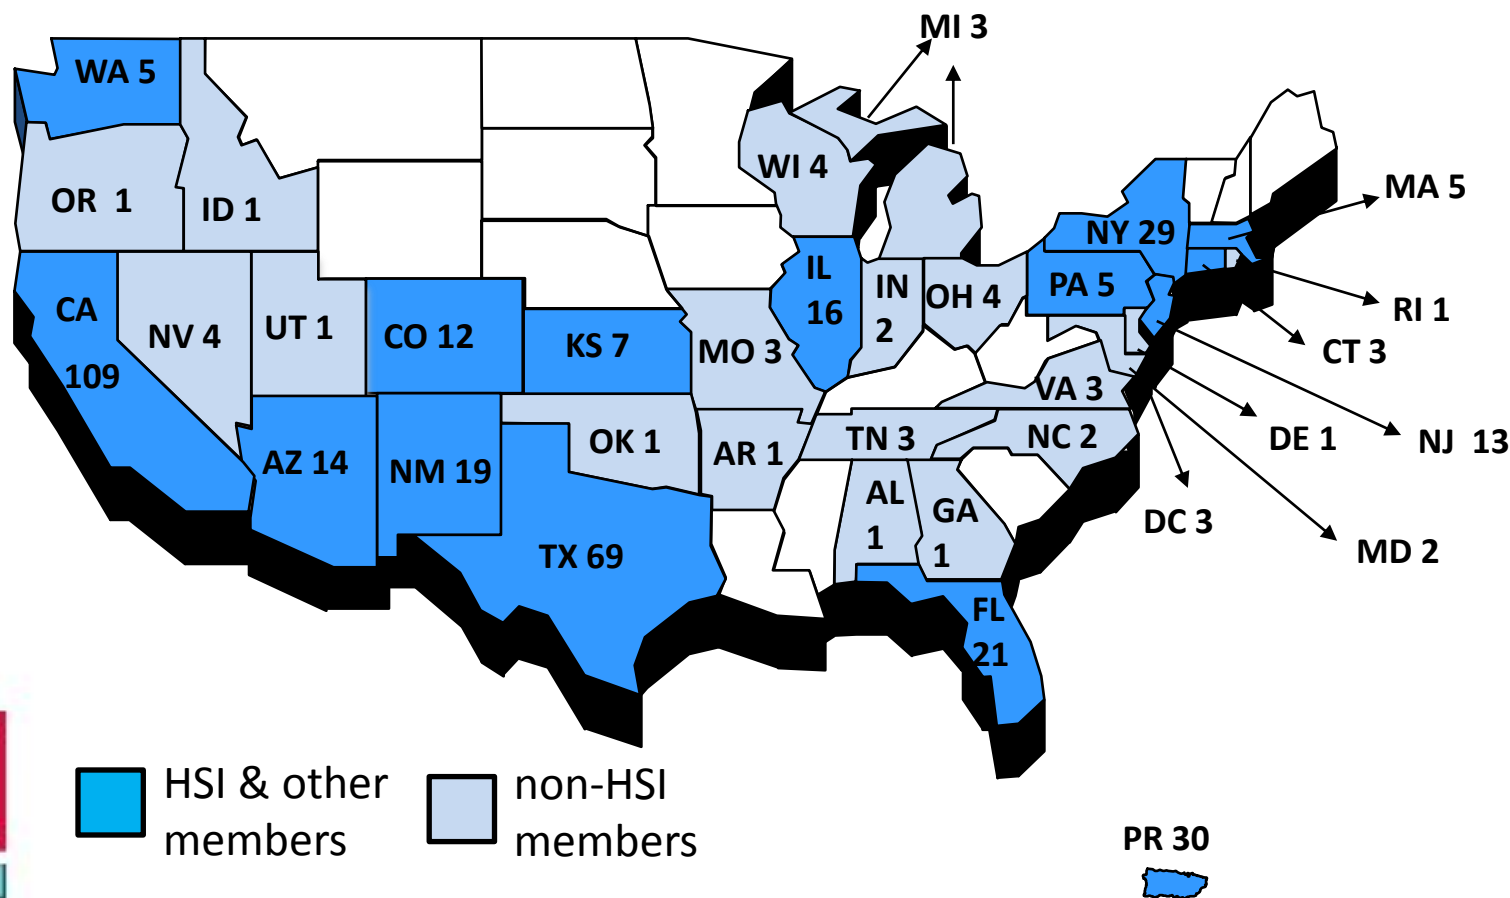 MI 3
WA 5
WI 4
MA 5
OR 1
ID 1
NY 29
IL
16
IN
2
OH 4
PA 5
RI 1
CA
109
NV 4
UT 1
CO 12
KS 7
MO 3
CT 3
VA 3
DE 1
NJ 13
OK 1
AR 1
TN 3
NC 2
AZ 14
NM 19
AL
1
GA
1
DC 3
MD 2
TX 69
FL
21
HSI & other
members
non-HSI
members
PR 30